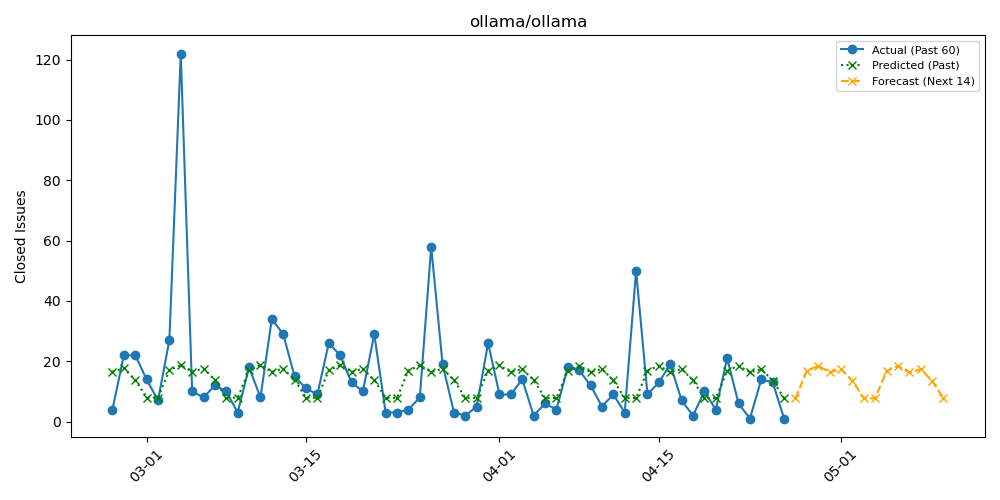 ollama/ollama
Actual (Past 60)
Predicted (Past)
Forecast (Next 14)
Closed Issues
120
100
80
60
40
20
0
03-01
03-15
04-01
04-15
05-01